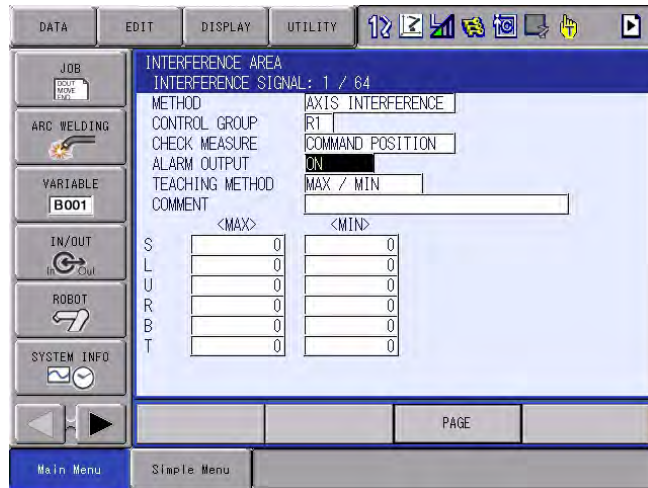 DATA EDIT DISPLAY UTILITY
JOB
DOUT
MOVE
END
ARC WELDING
VARIABLE
B001
IN/OUT
In Out
ROBOT
SYSTEM INFO
INTERFERENCE AREA
INTERFERENCE SIGNAL: 1 / 64
METHOD AXIS INTERFERENCE
CONTROL GROUP R1
CHECK MEASURE COMMAND POSITION
ALARM OUTPUT ON
TEACHING METHOD MAX / MIN
COMMENT
<MAX> <MIN>
S 0 0
L 0 0
U 0 0
R 0 0
B 0 0
T 0 0
PAGE
Main Menu Simple Menu